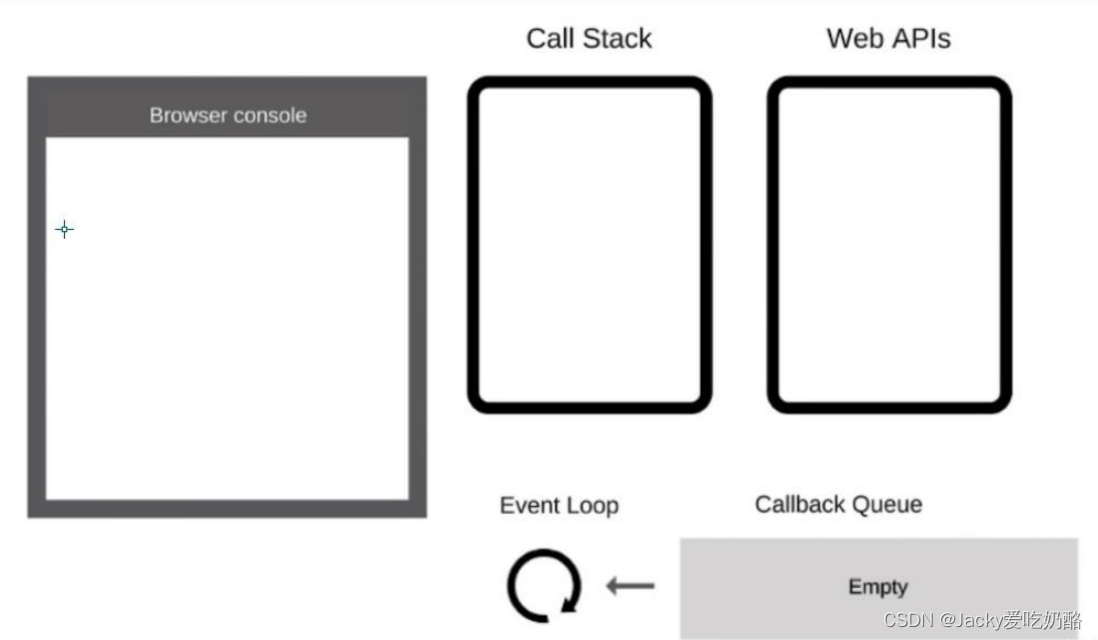 Call Stack
Web APIs
Browser console
Event Loop
Callback Queue
Empty
CSDN @Jacky爱吃奶酪